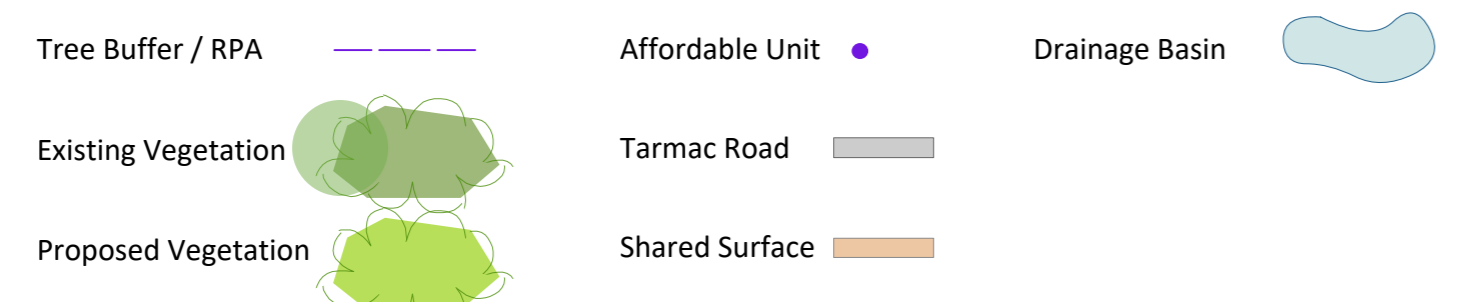 Tree Buffer / RPA
Existing Vegetation
Proposed Vegetation
Affordable Unit
Tarmac Road
Shared Surface
Drainage Basin